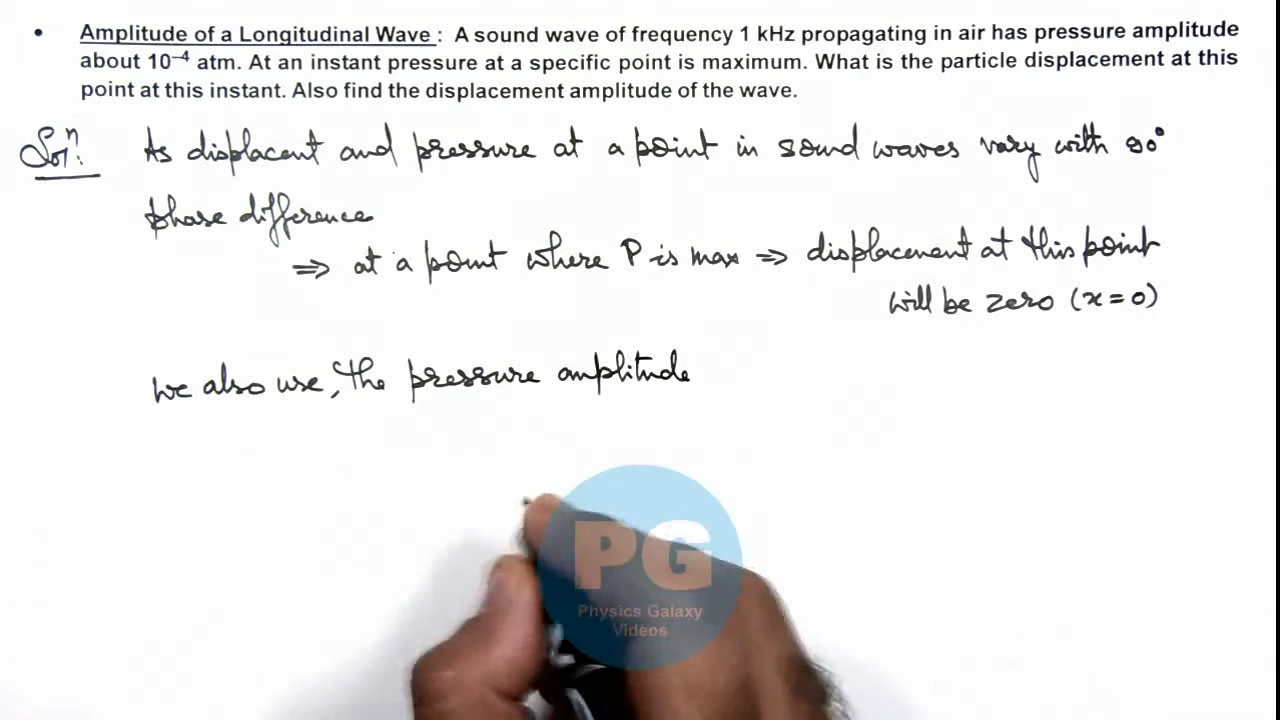 • Amplitude of a Longitudinal Wave : A sound wave of frequency 1 kHz propagating in air has pressure amplitude
about 10⁻⁴ atm. At an instant pressure at a specific point is maximum. What is the particle displacement at this
point at this instant. Also find the displacement amplitude of the wave.
Solⁿ: As displacent and pressure at a point in sound waves vary with 90°
phase difference
⇒ at a point where P is max ⇒ displacement at this point
will be zero (x=0)
we also use, the pressure amplitude
PG
Physics Galaxy
Videos